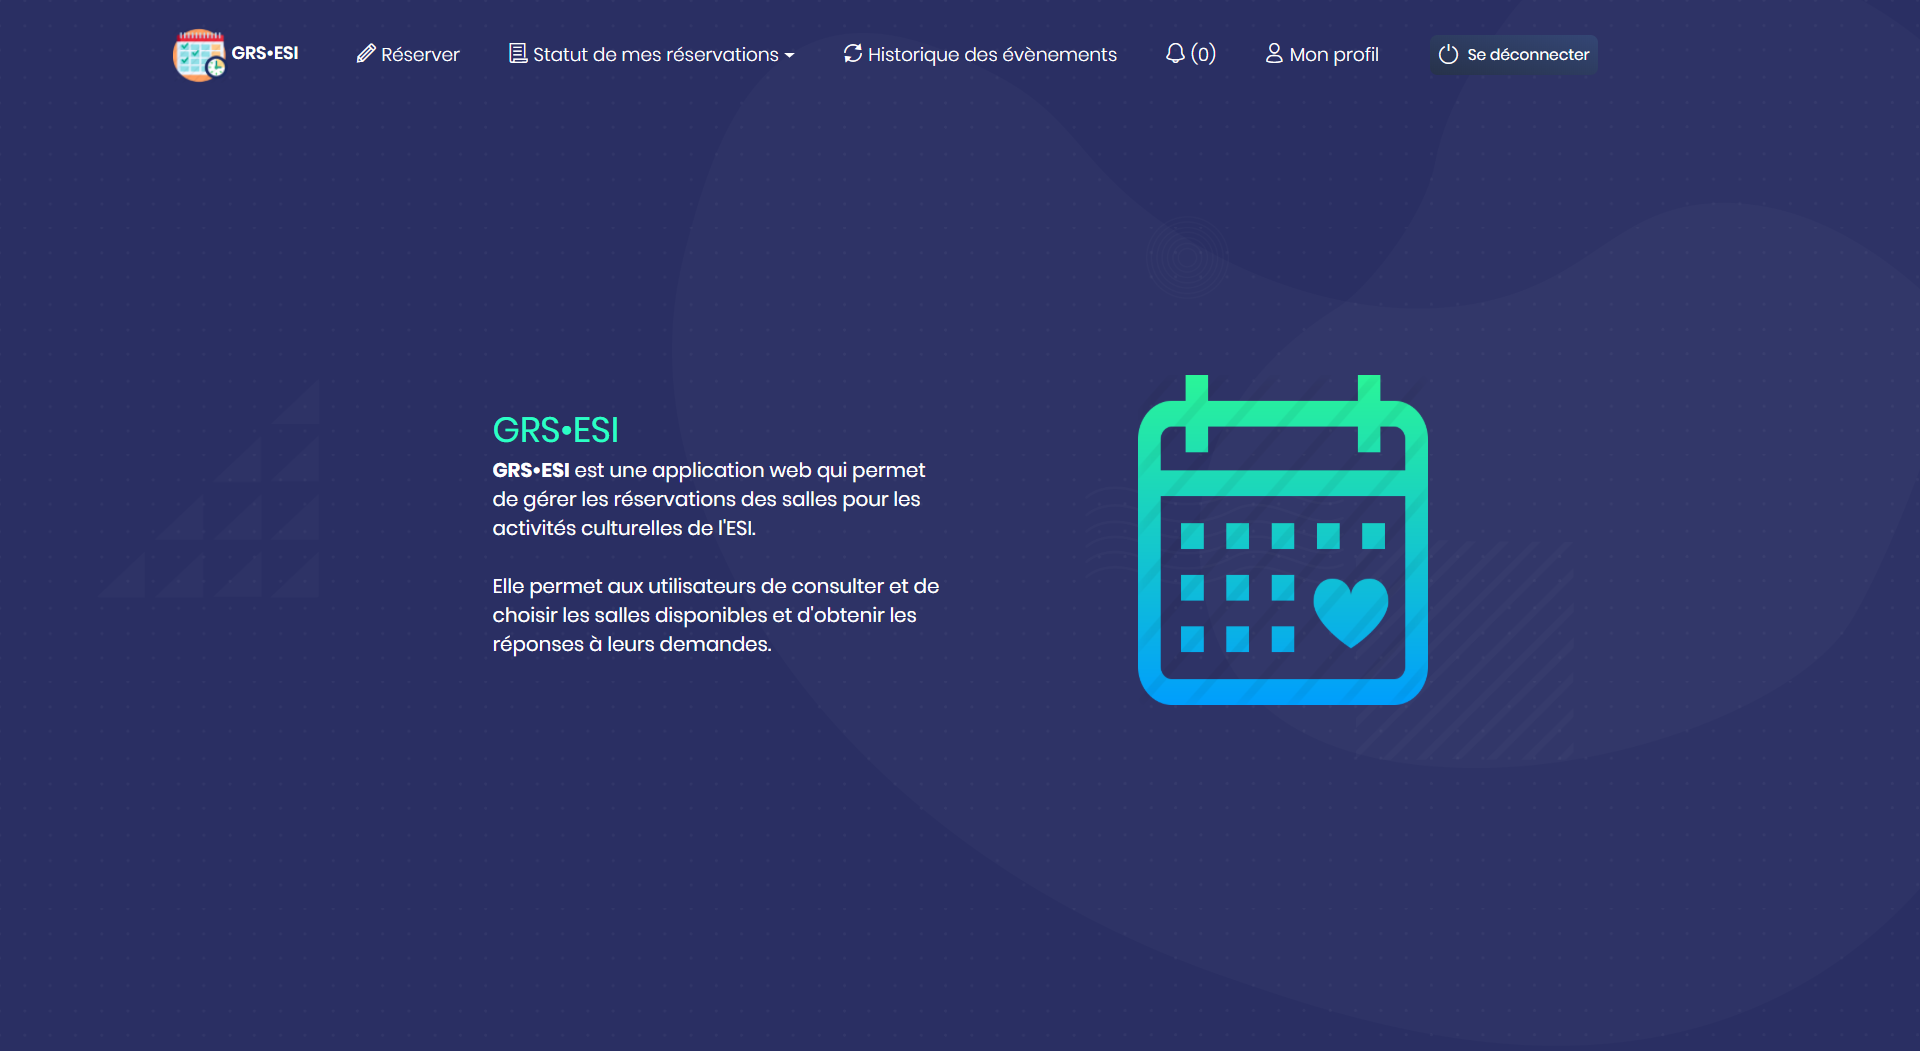 GRS•ESI
Réserver
Statut de mes réservations
Historique des évènements
(0)
Mon profil
Se déconnecter
GRS•ESI
GRS•ESI est une application web qui permet
de gérer les réservations des salles pour les
activités culturelles de l'ESI.
Elle permet aux utilisateurs de consulter et de
choisir les salles disponibles et d'obtenir les
réponses à leurs demandes.